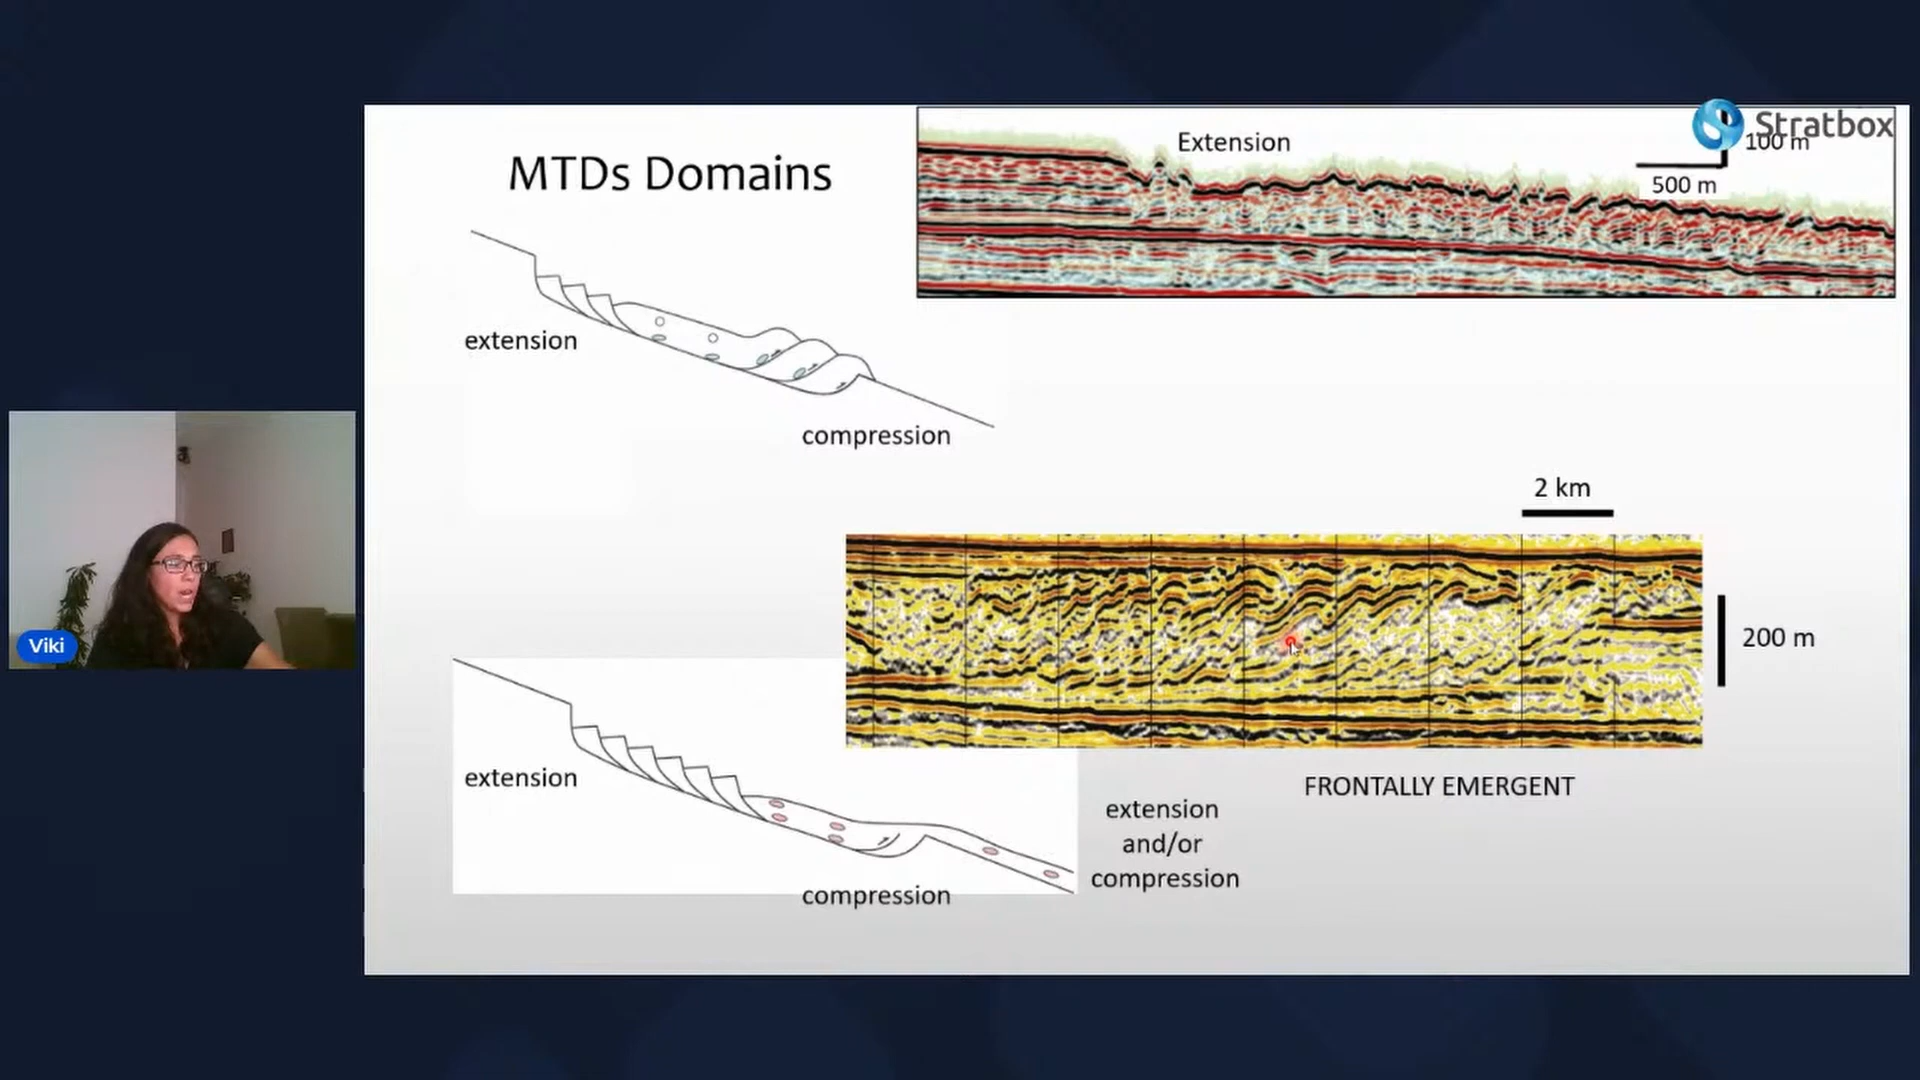 MTDs Domains
Extension
Stratbox
100 m
500 m
extension
compression
2 km
200 m
Viki
extension
FRONTALLY EMERGENT
extension
and/or
compression
compression